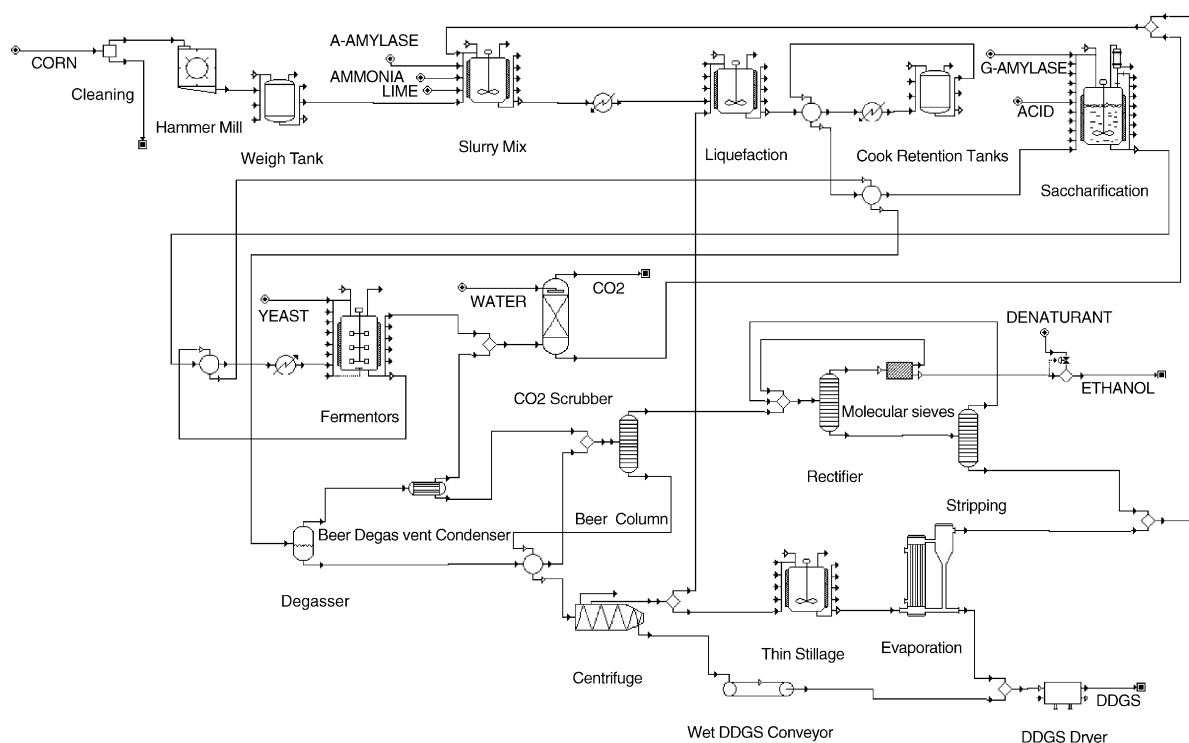 CORN
Cleaning
Hammer Mill
Weigh Tank
A-AMYLASE
AMMONIA
LIME
Slurry Mix
Liquefaction
Cook Retention Tanks
G-AMYLASE
ACID
Saccharification
YEAST
Fermentors
WATER
CO2
CO2 Scrubber
DENATURANT
ETHANOL
Molecular sieves
Rectifier
Stripping
Beer Column
Beer Degas vent Condenser
Degasser
Centrifuge
Thin Stillage
Evaporation
Wet DDGS Conveyor
DDGS
DDGS Dryer